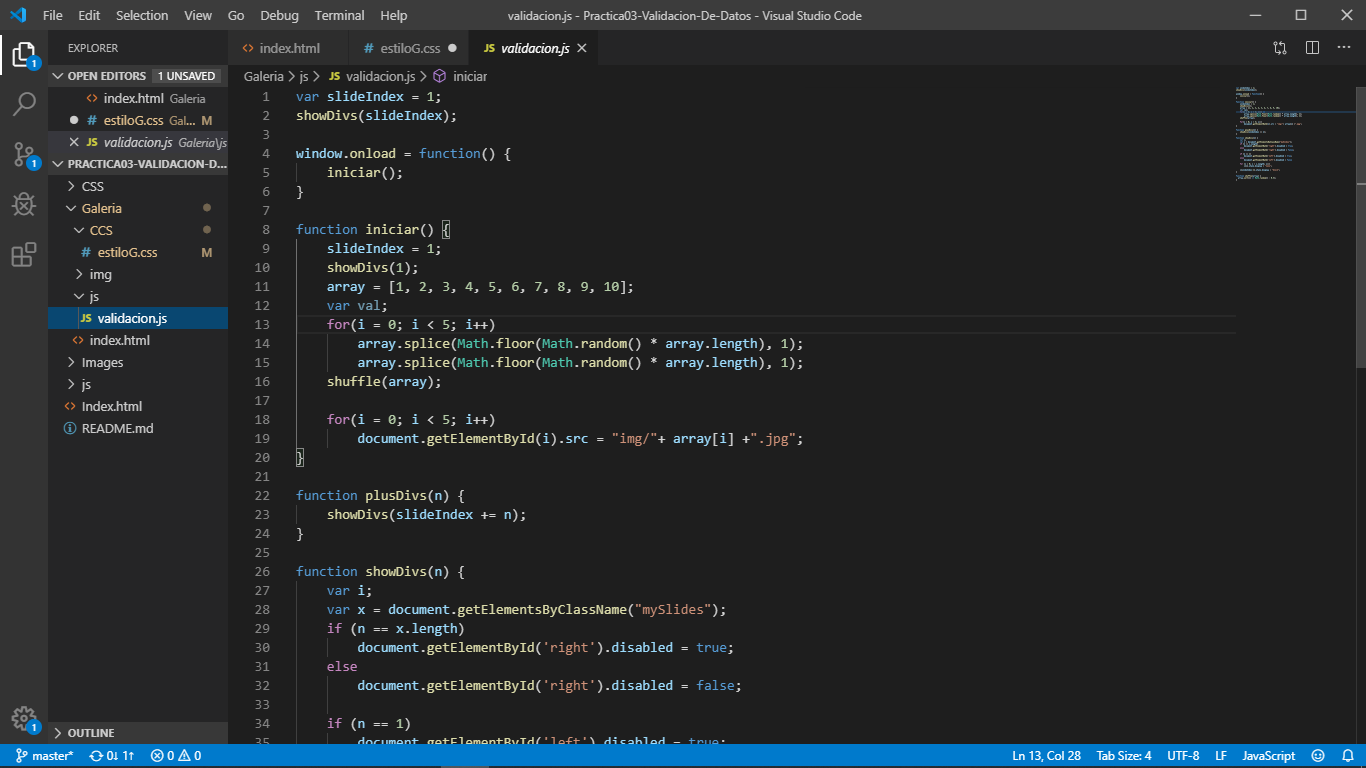 File Edit Selection View Go Debug Terminal Help
validacion.js - Practica03-Validacion-De-Datos - Visual Studio Code
EXPLORER
OPEN EDITORS 1 UNSAVED
index.html Galeria
estiloG.css Gal... M
JS validacion.js Galeria\js
PRACTICA03-VALIDACION-D...
CSS
Galeria
CCS
# estiloG.css M
img
js
JS validacion.js
index.html
Images
js
Index.html
README.md
OUTLINE
index.html # estiloG.css JS validacion.js
Galeria > js > JS validacion.js > iniciar
1 var slideIndex = 1;
2 showDivs(slideIndex);
3
4 window.onload = function() {
5     iniciar();
6 }
7
8 function iniciar() {
9     slideIndex = 1;
10     showDivs(1);
11     array = [1, 2, 3, 4, 5, 6, 7, 8, 9, 10];
12     var val;
13     for(i = 0; i < 5; i++)
14         array.splice(Math.floor(Math.random() * array.length), 1);
15         array.splice(Math.floor(Math.random() * array.length), 1);
16     shuffle(array);
17
18     for(i = 0; i < 5; i++)
19         document.getElementById(i).src = "img/"+ array[i] +".jpg";
20 }
21
22 function plusDivs(n) {
23     showDivs(slideIndex += n);
24 }
25
26 function showDivs(n) {
27     var i;
28     var x = document.getElementsByClassName("mySlides");
29     if (n == x.length)
30         document.getElementById('right').disabled = true;
31     else
32         document.getElementById('right').disabled = false;
33
34     if (n == 1)
35         document.getElementById('left').disabled = true;
master* 0↓ 1↑ 0 0 Ln 13, Col 28 Tab Size: 4 UTF-8 LF JavaScript